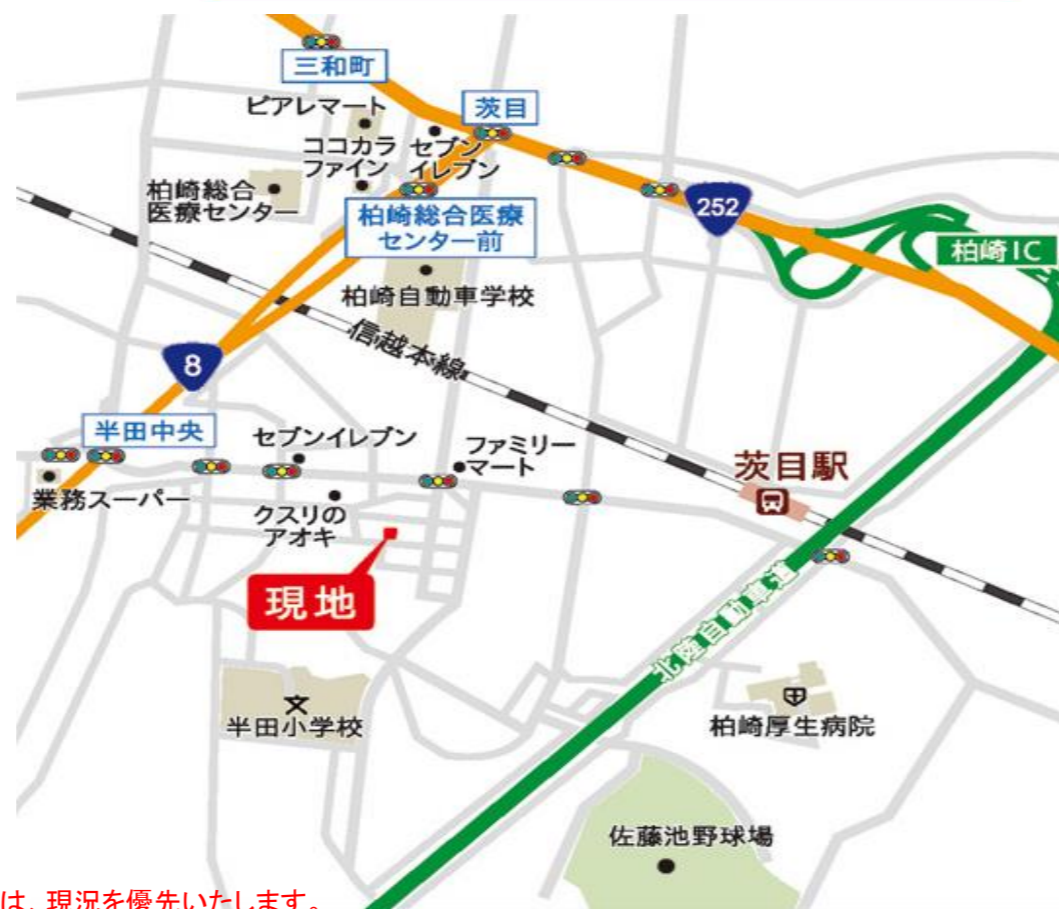 三和町
ピアレマート
茨目
ココカラ
ファイン
セブン
イレブン
柏崎総合
医療センター
柏崎総合医療
センター前
252
柏崎IC
柏崎自動車学校
信越本線
8
半田中央
セブンイレブン
ファミリー
マート
茨目駅
業務スーパー
クスリの
アオキ
現地
北陸自動車道
半田小学校
柏崎厚生病院
佐藤池野球場
は、現況を優先いたします。